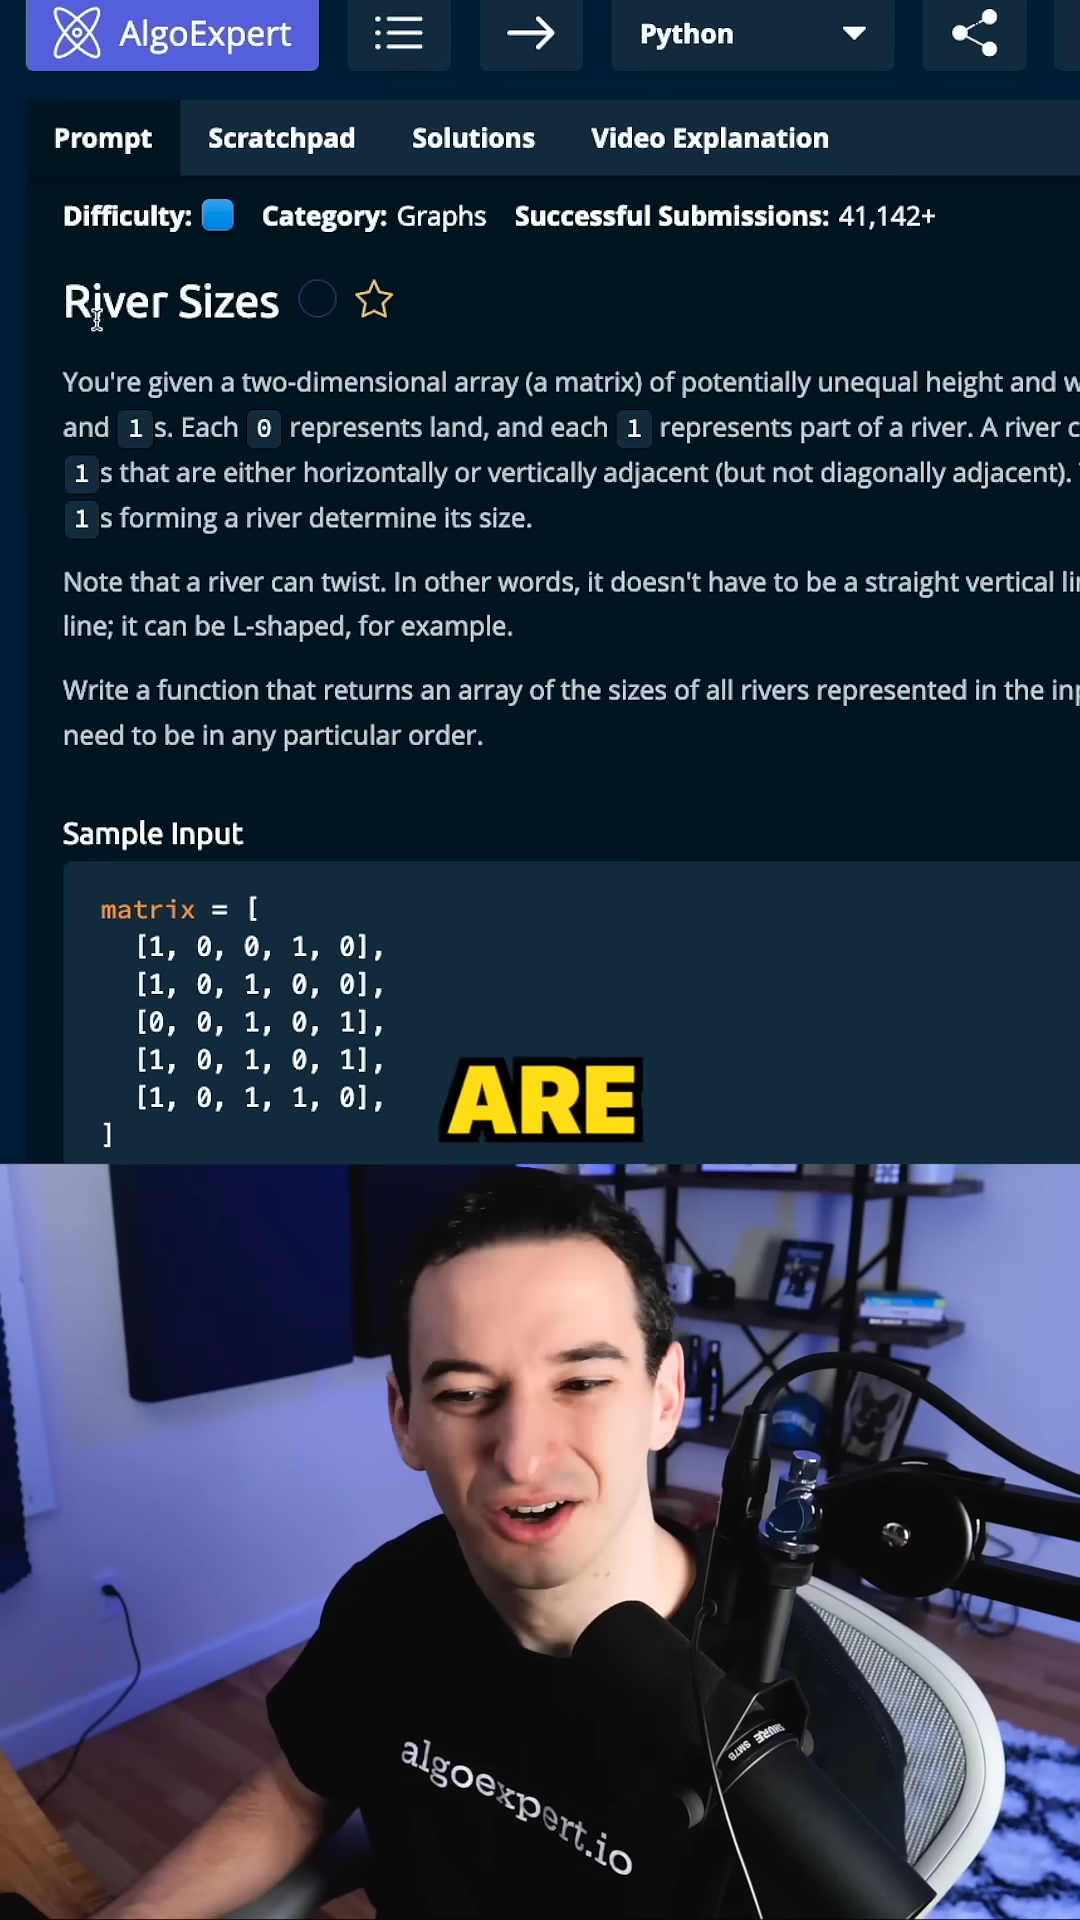 AlgoExpert
Python
Prompt Scratchpad Solutions Video Explanation
Difficulty: Category: Graphs Successful Submissions: 41,142+
River Sizes
You're given a two-dimensional array (a matrix) of potentially unequal height and w
and 1 s. Each 0 represents land, and each 1 represents part of a river. A river c
1 s that are either horizontally or vertically adjacent (but not diagonally adjacent).
1 s forming a river determine its size.
Note that a river can twist. In other words, it doesn't have to be a straight vertical li
line; it can be L-shaped, for example.
Write a function that returns an array of the sizes of all rivers represented in the inp
need to be in any particular order.
Sample Input
matrix = [
[1, 0, 0, 1, 0],
[1, 0, 1, 0, 0],
[0, 0, 1, 0, 1],
[1, 0, 1, 0, 1],
[1, 0, 1, 1, 0],
]
ARE
algoexpert.io
SHURE SM7B